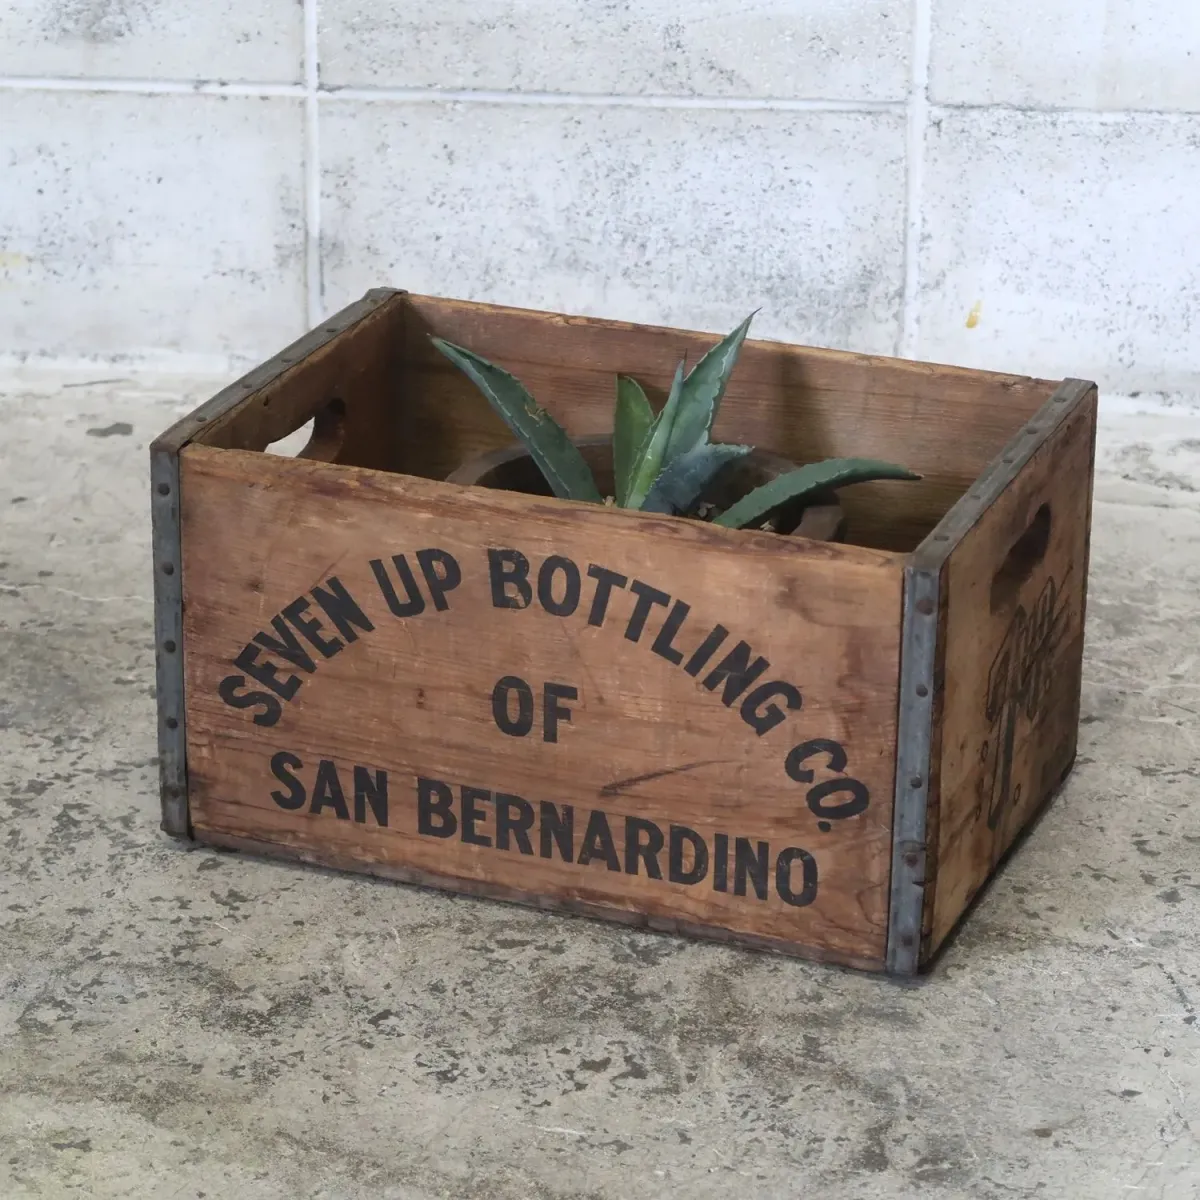 SEVEN UP BOTTLING CO.
OF
SAN BERNARDINO